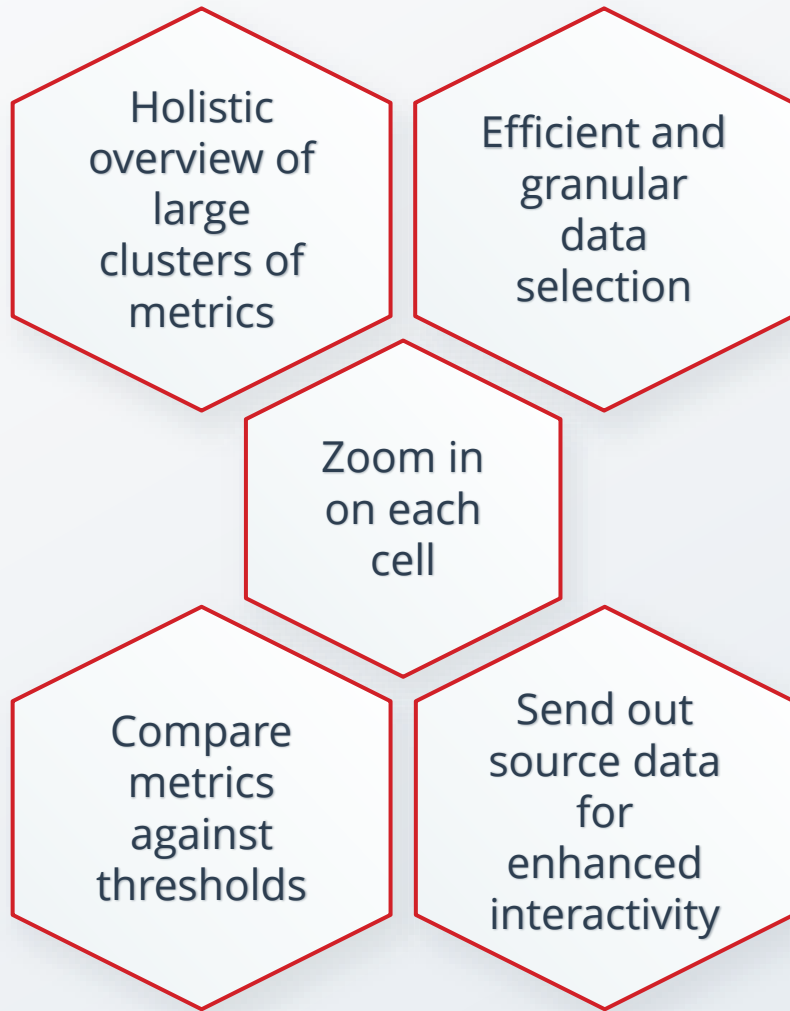 Holistic
overview of
large
clusters of
metrics
Efficient and
granular
data
selection
Zoom in
on each
cell
Compare
metrics
against
thresholds
Send out
source data
for
enhanced
interactivity